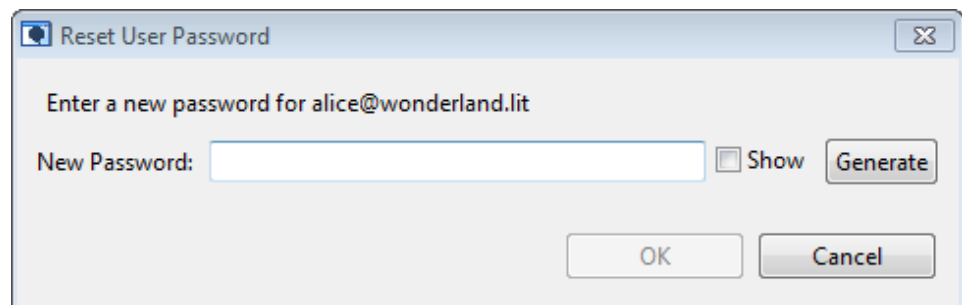 Reset User Password
Enter a new password for alice@wonderland.lit
New Password: Show Generate
OK Cancel